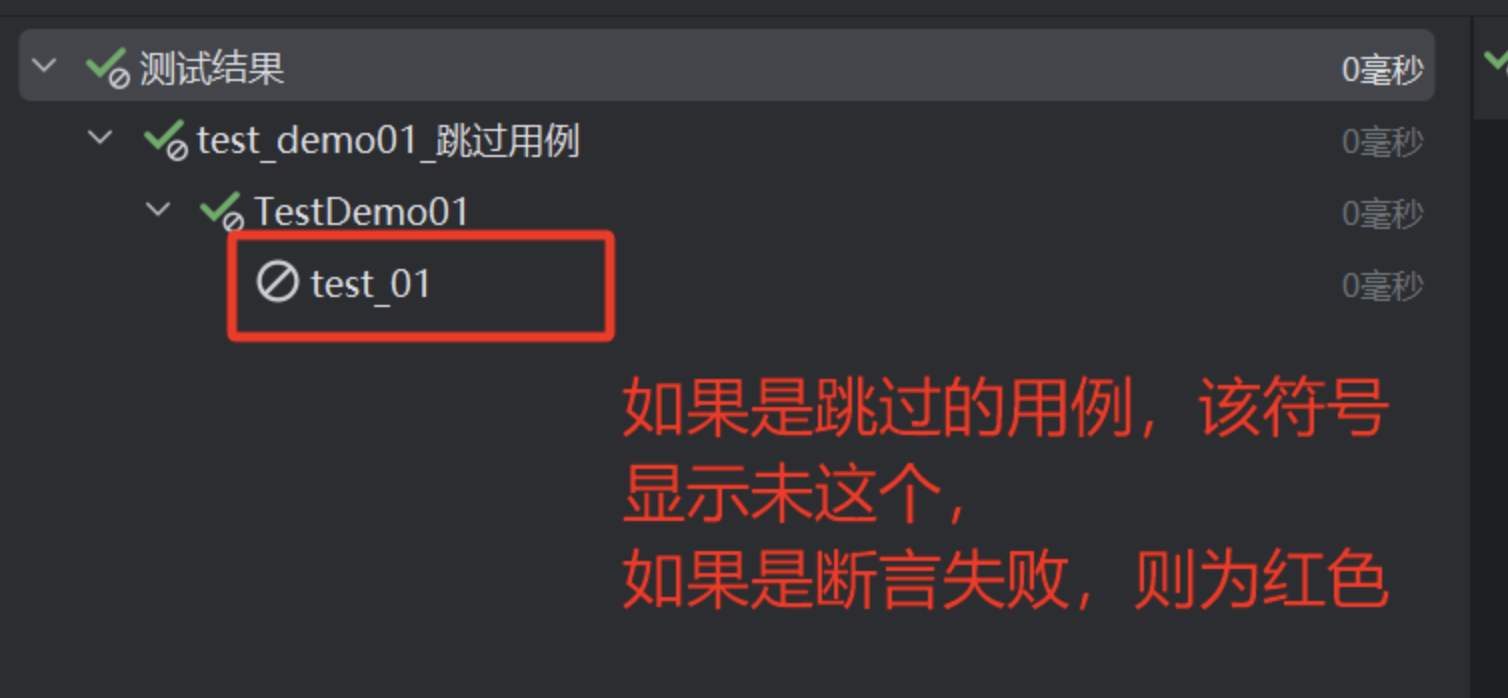 测试结果 0毫秒
test_demo01_跳过用例 0毫秒
TestDemo01 0毫秒
test_01 0毫秒
如果是跳过的用例，该符号
显示未这个，
如果是断言失败，则为红色